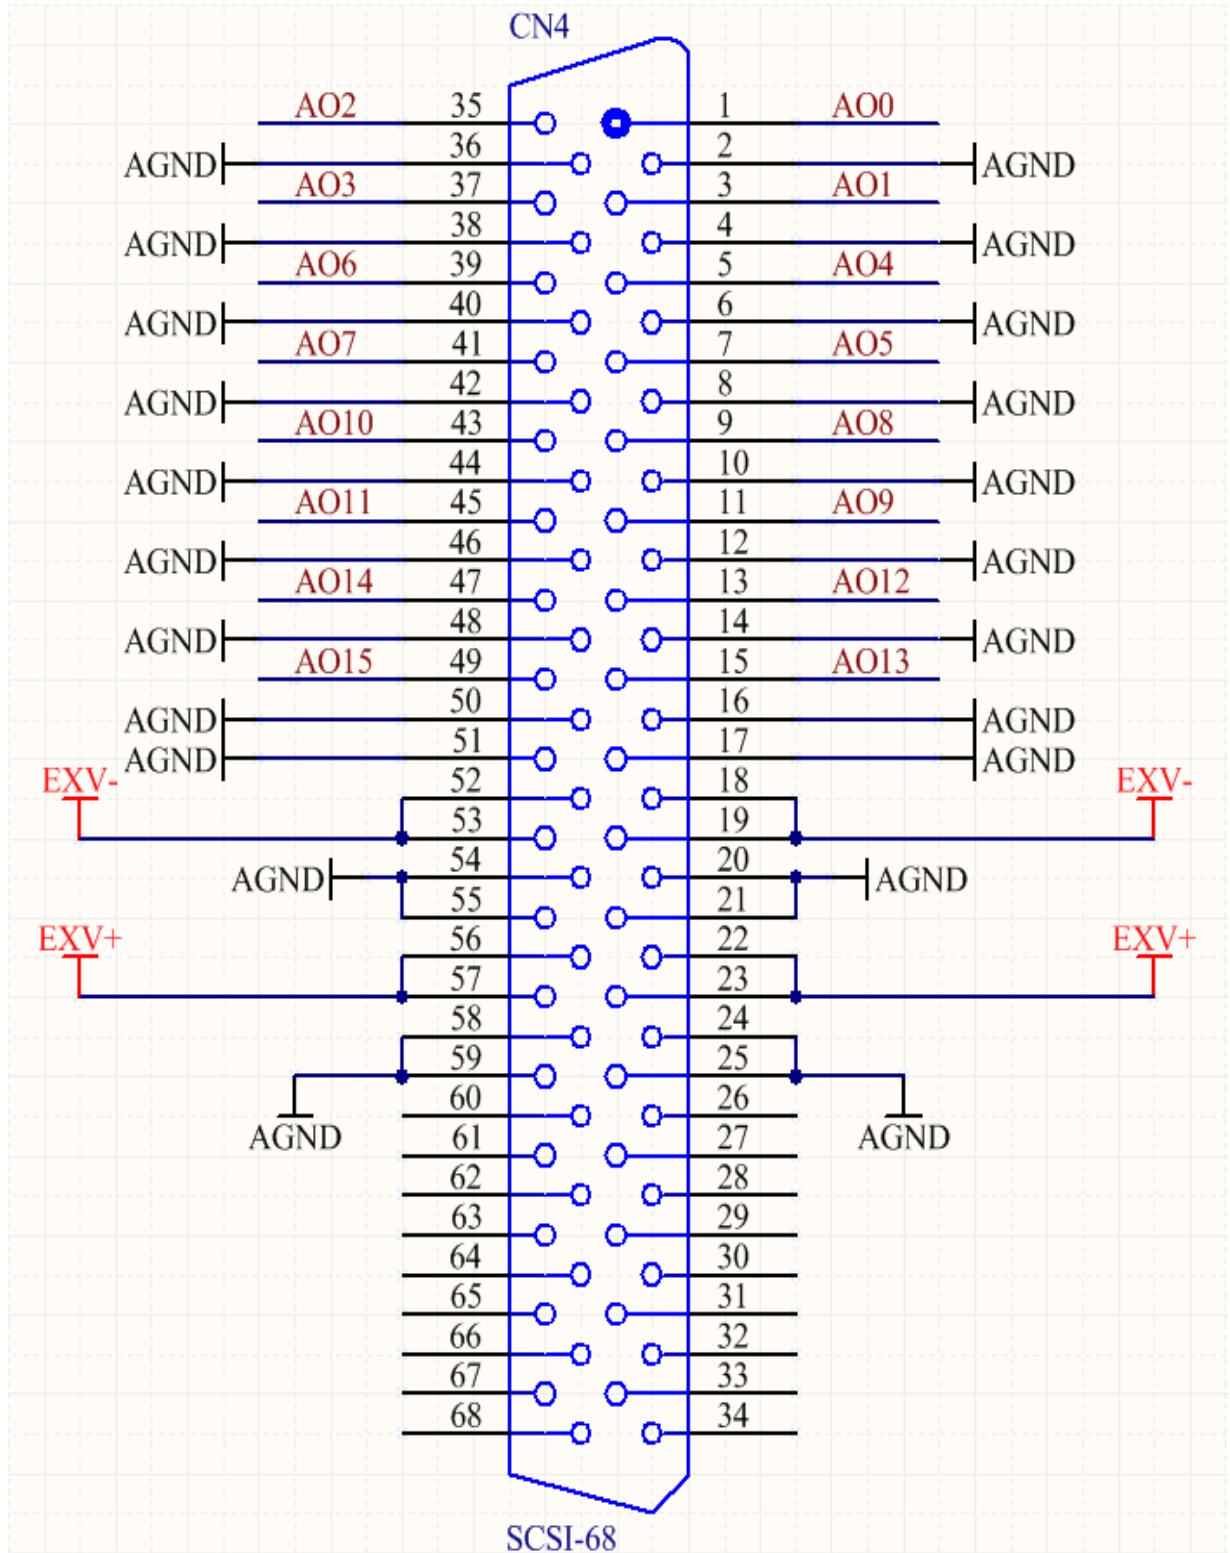 CN4
AO2 35 1 AO0
AGND 36 2 AGND
AO3 37 3 AO1
AGND 38 4 AGND
AO6 39 5 AO4
AGND 40 6 AGND
AO7 41 7 AO5
AGND 42 8 AGND
AO10 43 9 AO8
AGND 44 10 AGND
AO11 45 11 AO9
AGND 46 12 AGND
AO14 47 13 AO12
AGND 48 14 AGND
AO15 49 15 AO13
AGND 50 16 AGND
AGND 51 17 AGND
EXV- 52 18 EXV-
53 19
AGND 54 20 AGND
55 21
EXV+ 56 22 EXV+
57 23
58 24
59 25
60 26
AGND 61 27 AGND
62 28
63 29
64 30
65 31
66 32
67 33
68 34
SCSI-68